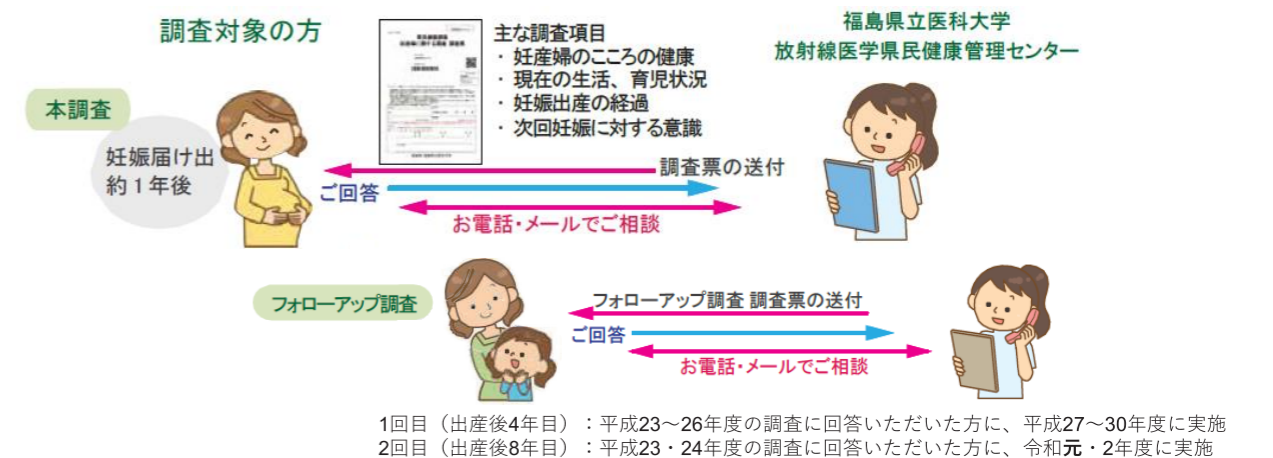 調査対象の方
本調査
妊娠届け出
約1年後
主な調査項目
・妊産婦のこころの健康
・現在の生活、育児状況
・妊娠出産の経過
・次回妊娠に対する意識
福島県立医科大学
放射線医学県民健康管理センター
調査票の送付
ご回答
お電話・メールでご相談
フォローアップ調査
フォローアップ調査 調査票の送付
ご回答
お電話・メールでご相談
1回目（出産後4年目）：平成23～26年度の調査に回答いただいた方に、平成27～30年度に実施
2回目（出産後8年目）：平成23・24年度の調査に回答いただいた方に、令和元・2年度に実施